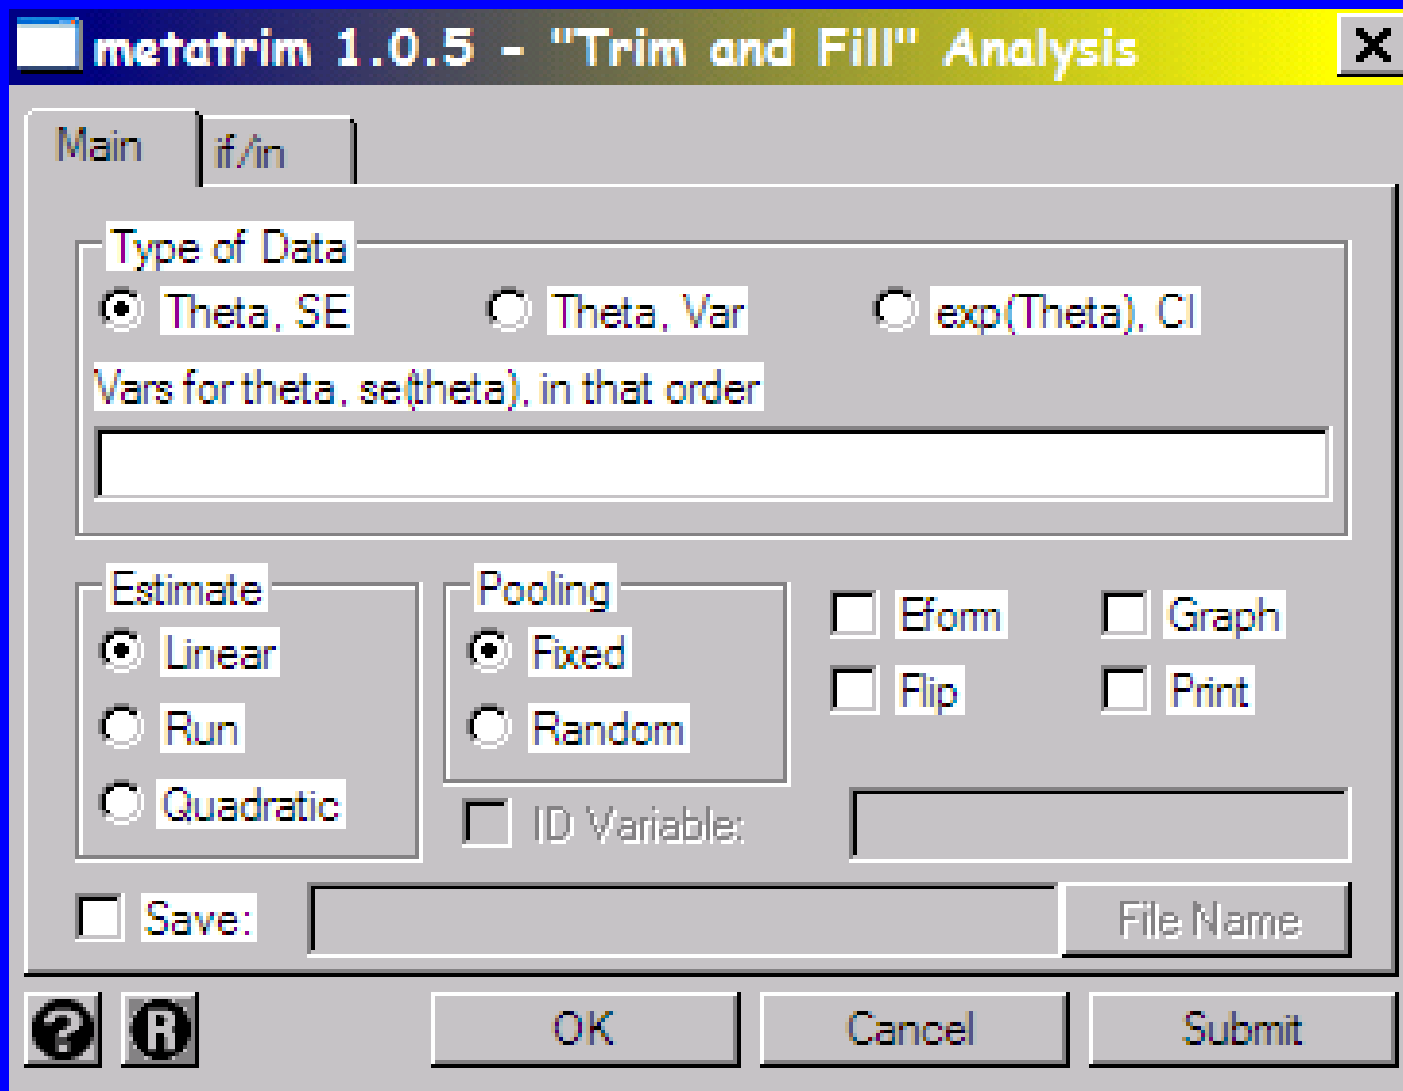 metatrim 1.0.5 - "Trim and Fill" Analysis
Main if/in
Type of Data
Theta, SE Theta, Var exp(Theta), CI
Vars for theta, se(theta), in that order
Estimate Pooling
Eform Graph
Linear Fixed
Flip Print
Run Random
Quadratic
ID Variable:
Save: File Name
? R OK Cancel Submit